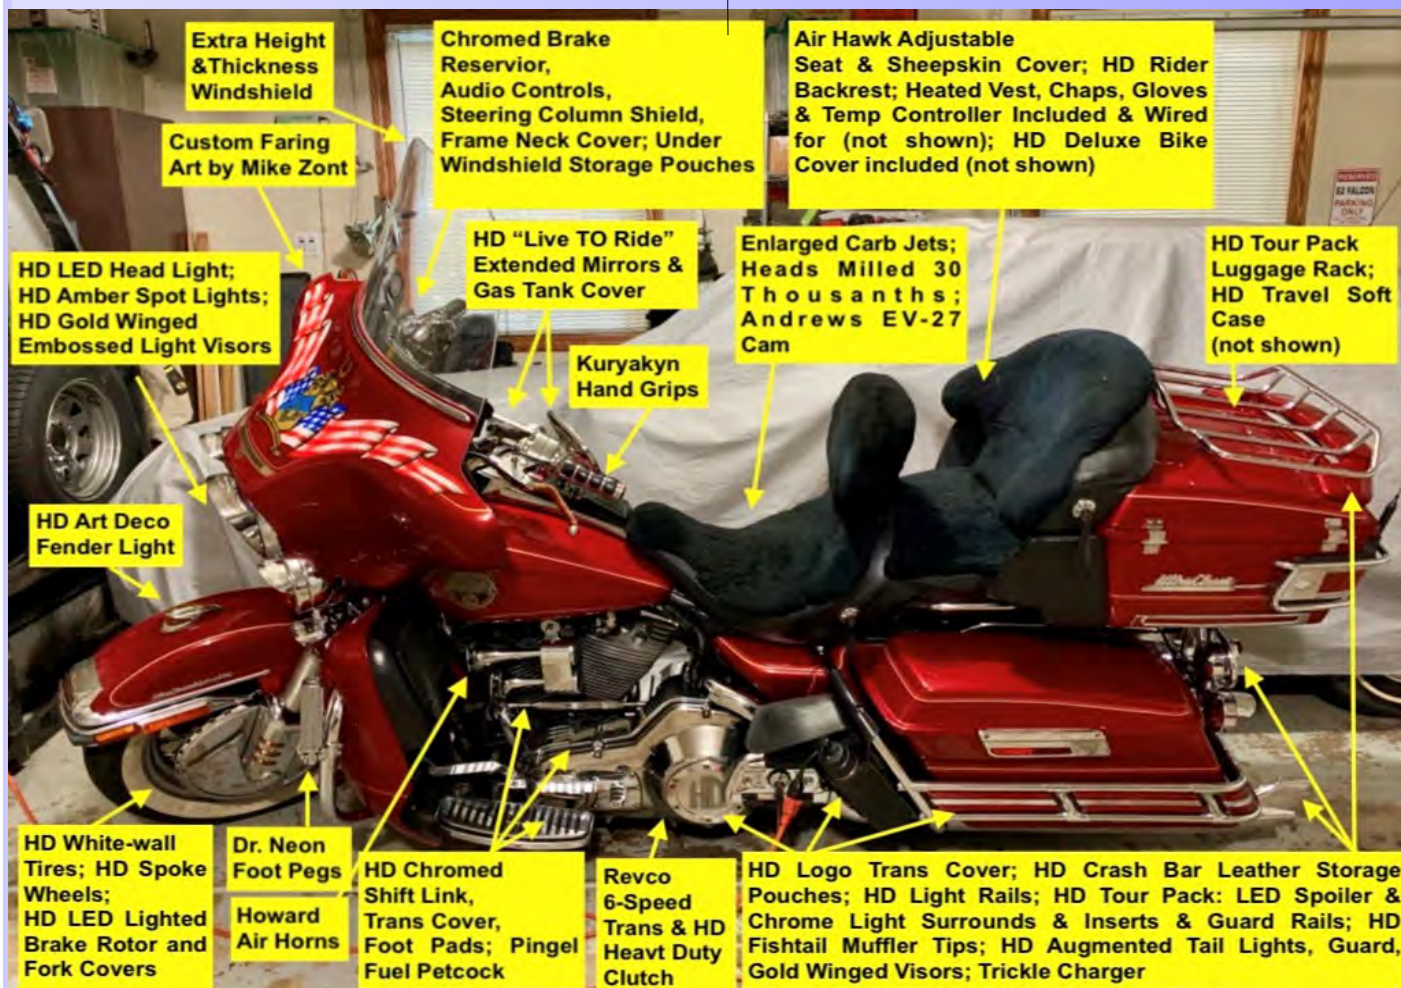 Extra Height
&Thickness
Windshield
Chromed Brake
Reservior,
Audio Controls,
Steering Column Shield,
Frame Neck Cover; Under
Windshield Storage Pouches
Air Hawk Adjustable
Seat & Sheepskin Cover; HD Rider
Backrest; Heated Vest, Chaps, Gloves
& Temp Controller Included & Wired
for (not shown); HD Deluxe Bike
Cover included (not shown)
Custom Faring
Art by Mike Zont
RESERVED
62 FALCON
PARKING
ONLY
HD LED Head Light;
HD Amber Spot Lights;
HD Gold Winged
Embossed Light Visors
HD “Live TO Ride”
Extended Mirrors &
Gas Tank Cover
Enlarged Carb Jets;
Heads Milled 30
Thousanths;
Andrews EV-27
Cam
HD Tour Pack
Luggage Rack;
HD Travel Soft
Case
(not shown)
Kuryakyn
Hand Grips
HD Art Deco
Fender Light
Ultra Classic
HD White-wall
Tires; HD Spoke
Wheels;
HD LED Lighted
Brake Rotor and
Fork Covers
Dr. Neon
Foot Pegs
Howard
Air Horns
HD Chromed
Shift Link,
Trans Cover,
Foot Pads; Pingel
Fuel Petcock
Revco
6-Speed
Trans & HD
Heavt Duty
Clutch
HD Logo Trans Cover; HD Crash Bar Leather Storage
Pouches; HD Light Rails; HD Tour Pack: LED Spoiler &
Chrome Light Surrounds & Inserts & Guard Rails; HD
Fishtail Muffler Tips; HD Augmented Tail Lights, Guard,
Gold Winged Visors; Trickle Charger